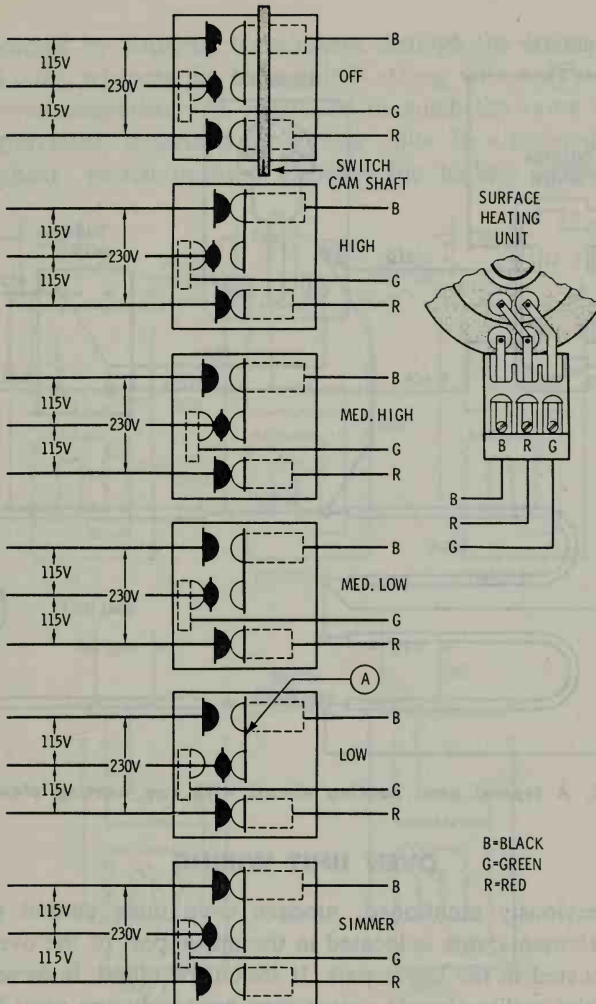 115V
115V
230V
B
OFF
G
R
SWITCH
CAM SHAFT
115V
115V
230V
B
HIGH
G
R
SURFACE
HEATING
UNIT
B R G
B
R
G
115V
115V
230V
B
MED. HIGH
G
R
115V
115V
230V
B
MED. LOW
G
R
A
115V
115V
230V
B
LOW
G
R
B=BLACK
G=GREEN
R=RED
115V
115V
230V
B
SIMMER
G
R